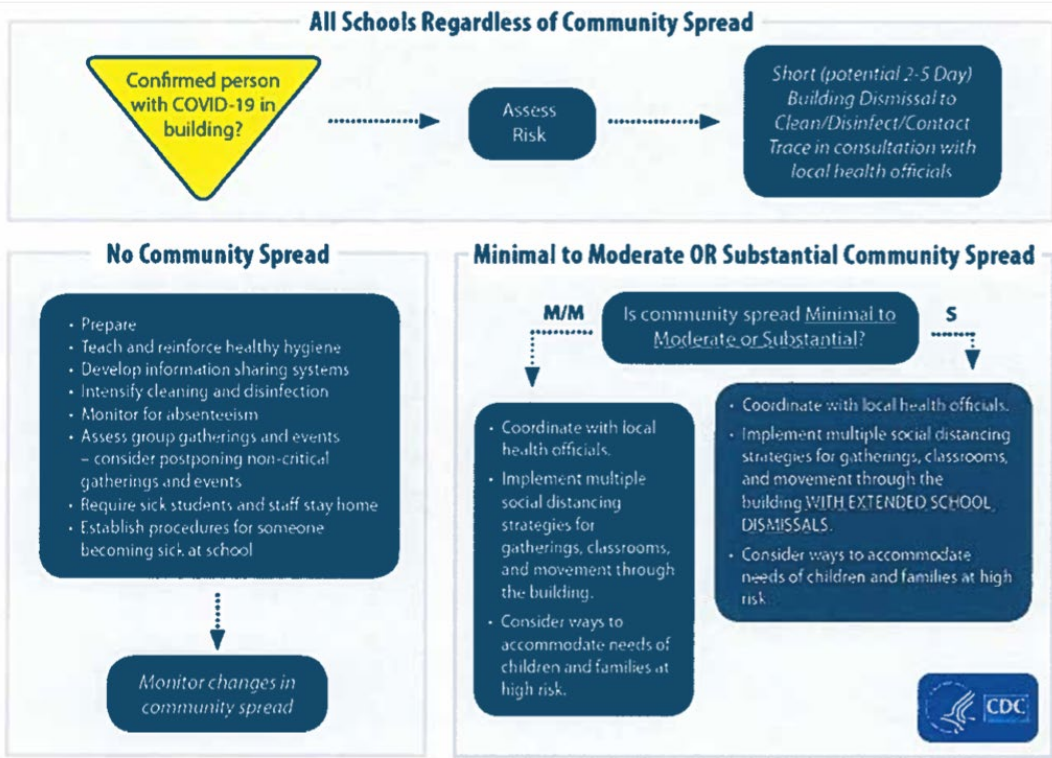 All Schools Regardless of Community Spread
Confirmed person
with COVID-19 in
building?
Assess
Risk
Short (potential 2-5 Day)
Building Dismissal to
Clean/Disinfect/Contact
Trace in consultation with
local health officials
No Community Spread
• Prepare
• Teach and reinforce healthy hygiene
• Develop information sharing systems
• Intensify cleaning and disinfection
• Monitor for absenteeism
• Assess group gatherings and events
– consider postponing non-critical
gatherings and events
• Require sick students and staff stay home
• Establish procedures for someone
becoming sick at school
Monitor changes in
community spread
Minimal to Moderate OR Substantial Community Spread
M/M
Is community spread Minimal to
Moderate or Substantial?
S
• Coordinate with local
health officials.
• Implement multiple
social distancing
strategies for
gatherings, classrooms,
and movement through
the building.
• Consider ways to
accommodate needs of
children and families at
high risk.
• Coordinate with local health officials.
• Implement multiple social distancing
strategies for gatherings, classrooms,
and movement through the
building WITH EXTENDED SCHOOL
DISMISSALS.
• Consider ways to accommodate
needs of children and families at high
risk.
CDC